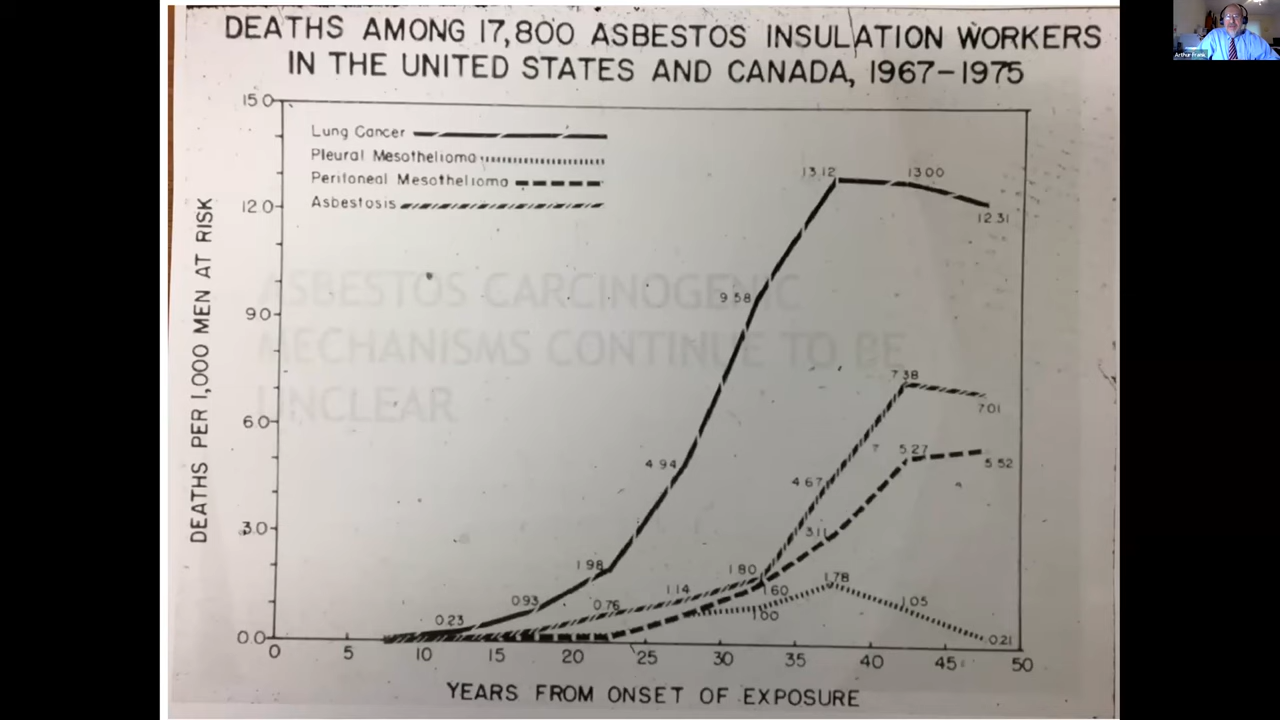 DEATHS AMONG 17,800 ASBESTOS INSULATION WORKERS
IN THE UNITED STATES AND CANADA, 1967-1975
Arthur Frank
15.0
Lung Cancer
Pleural Mesothelioma
Peritoneal Mesothelioma
Asbestosis
13.12
13.00
12.0
12.31
DEATHS PER 1,000 MEN AT RISK
ASBESTOS CARCINOGENIC
MECHANISMS CONTINUE TO BE
UNCLEAR
9.58
9.0
7.38
7.01
6.0
4.94
7
5.27
5.52
4.67
3.0
3.11
1.98
1.80
1.78
1.14
1.60
0.93
0.76
1.00
1.05
0.23
0.21
0.0
0 5 10 15 20 25 30 35 40 45 50
YEARS FROM ONSET OF EXPOSURE